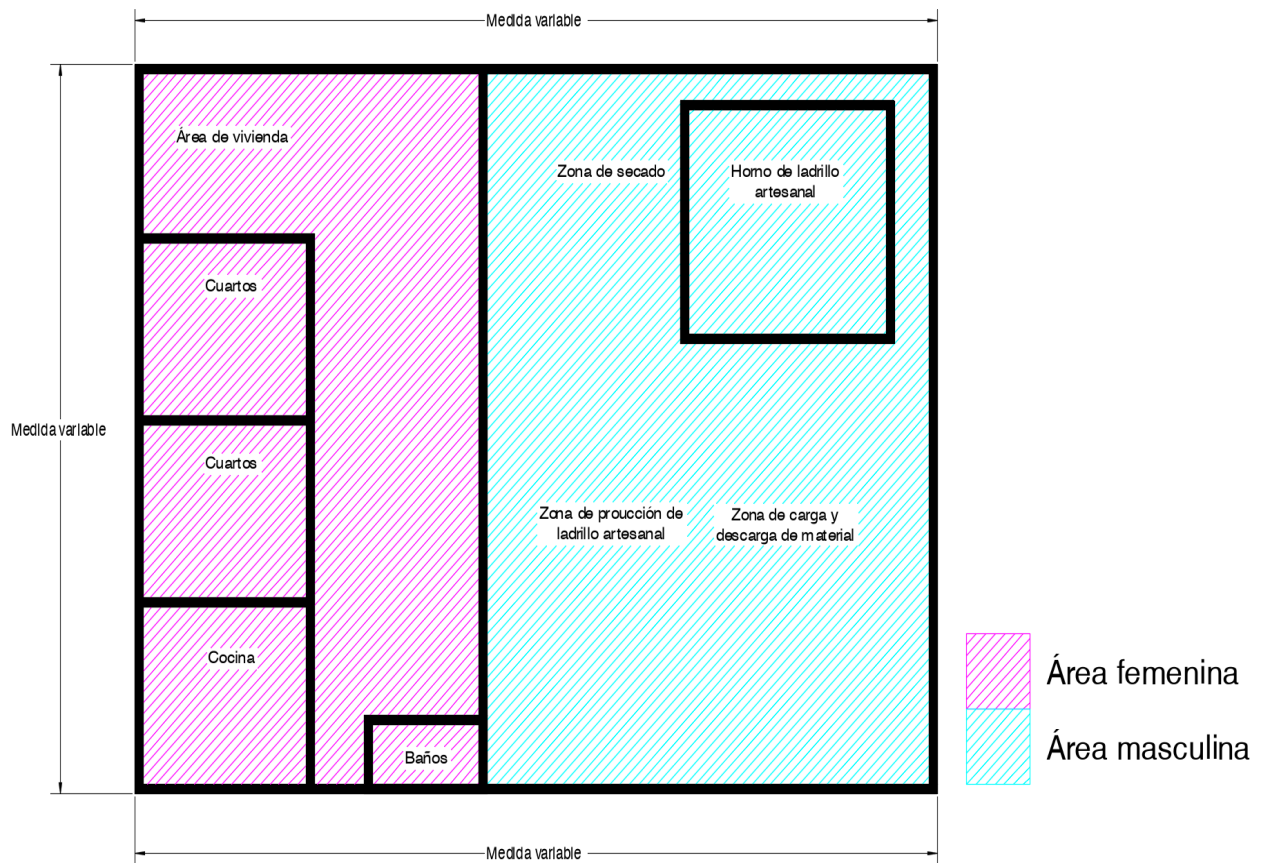 Medida variable
Área de vivienda
Zona de secado
Horno de ladrillo
artesanal
Cuartos
Medida variable
Cuartos
Zona de proucción de
ladrillo artesanal
Zona de carga y
descarga de material
Cocina
Baños
Área femenina
Área masculina
Medida variable